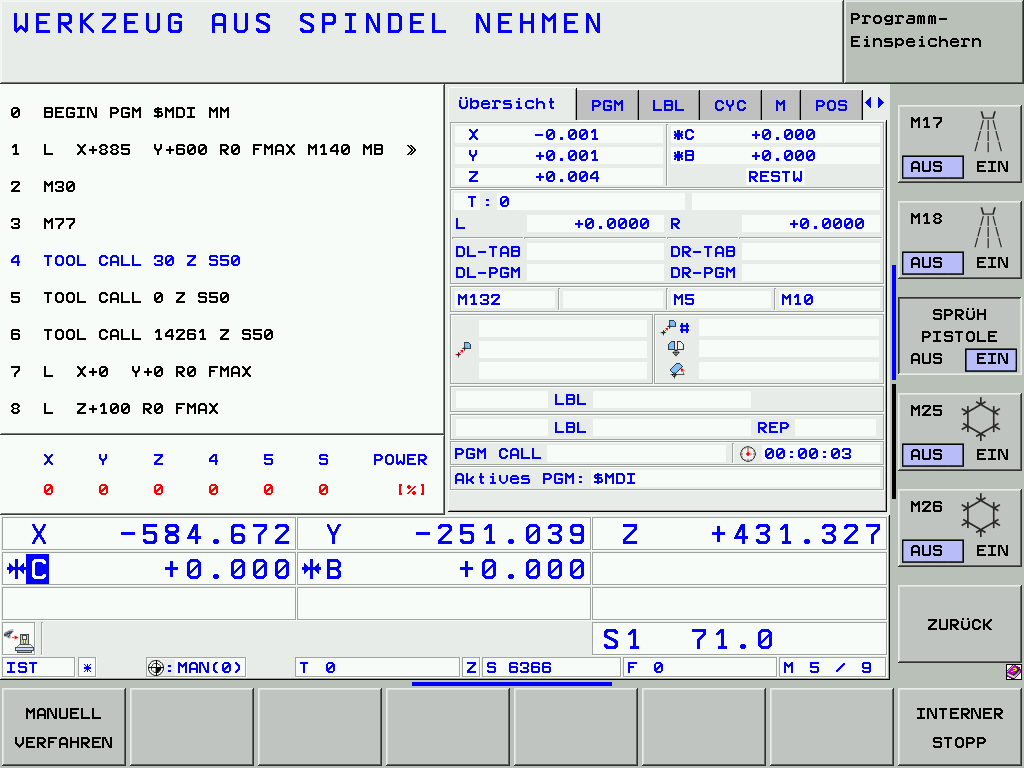 WERKZEUG AUS SPINDEL NEHMEN
Programm-
Einspeichern
0 BEGIN PGM $MDI MM
1 L X+885 Y+600 R0 FMAX M140 MB »
2 M30
3 M77
4 TOOL CALL 30 Z S50
5 TOOL CALL 0 Z S50
6 TOOL CALL 14261 Z S50
7 L X+0 Y+0 R0 FMAX
8 L Z+100 R0 FMAX
X Y Z 4 5 S POWER
0 0 0 0 0 0 [%]
Übersicht PGM LBL CYC M POS
X -0.001 *C +0.000
Y +0.001 *B +0.000
Z +0.004 RESTW
T : 0
L +0.0000 R +0.0000
DL-TAB DR-TAB
DL-PGM DR-PGM
M132 M5 M10
#
LBL
LBL REP
PGM CALL 00:00:03
Aktives PGM: $MDI
X -584.672 Y -251.039 Z +431.327
C +0.000 B +0.000
S1 71.0
IST * :MAN(0) T 0 Z S 6366 F 0 M 5 / 9
M17
AUS EIN
M18
AUS EIN
SPRÜH
PISTOLE
AUS EIN
M25
AUS EIN
M26
AUS EIN
ZURÜCK
MANUELL
VERFAHREN
INTERNER
STOPP